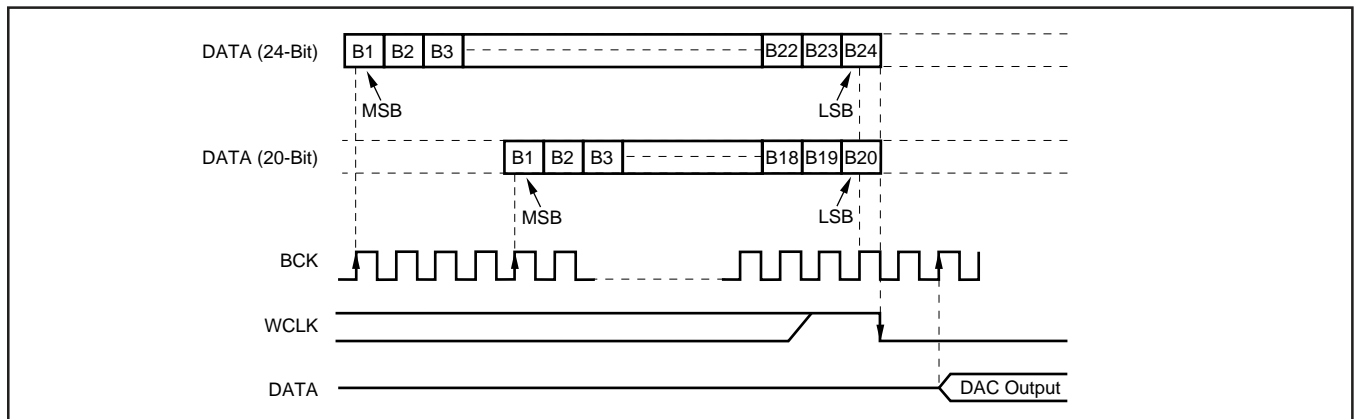 DATA (24-Bit) B1 B2 B3 B22 B23 B24
MSB LSB
DATA (20-Bit) B1 B2 B3 B18 B19 B20
MSB LSB
BCK
WCLK
DATA DAC Output